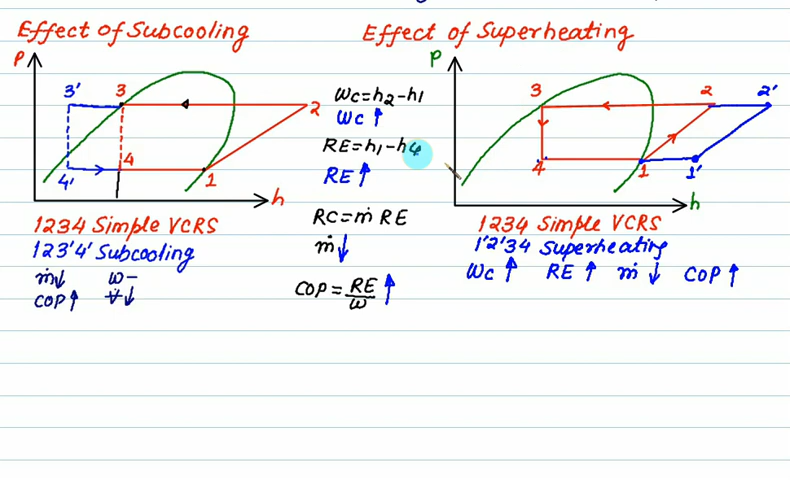 Effect of Subcooling
P
3'
3
2
4
4'
1
h
1234 Simple VCRS
123'4' Subcooling
ṁ↓ w-
COP↑ v̇↓
Wc=h2-h1
Wc↑
RE=h1-h4
RE↑
RC=ṁ RE
ṁ↓
COP=RE/w↑
Effect of Superheating
P
3
2
2'
4
1
1'
h
1234 Simple VCRS
1'2'34 Superheating
Wc↑ RE↑ ṁ↓ COP↑